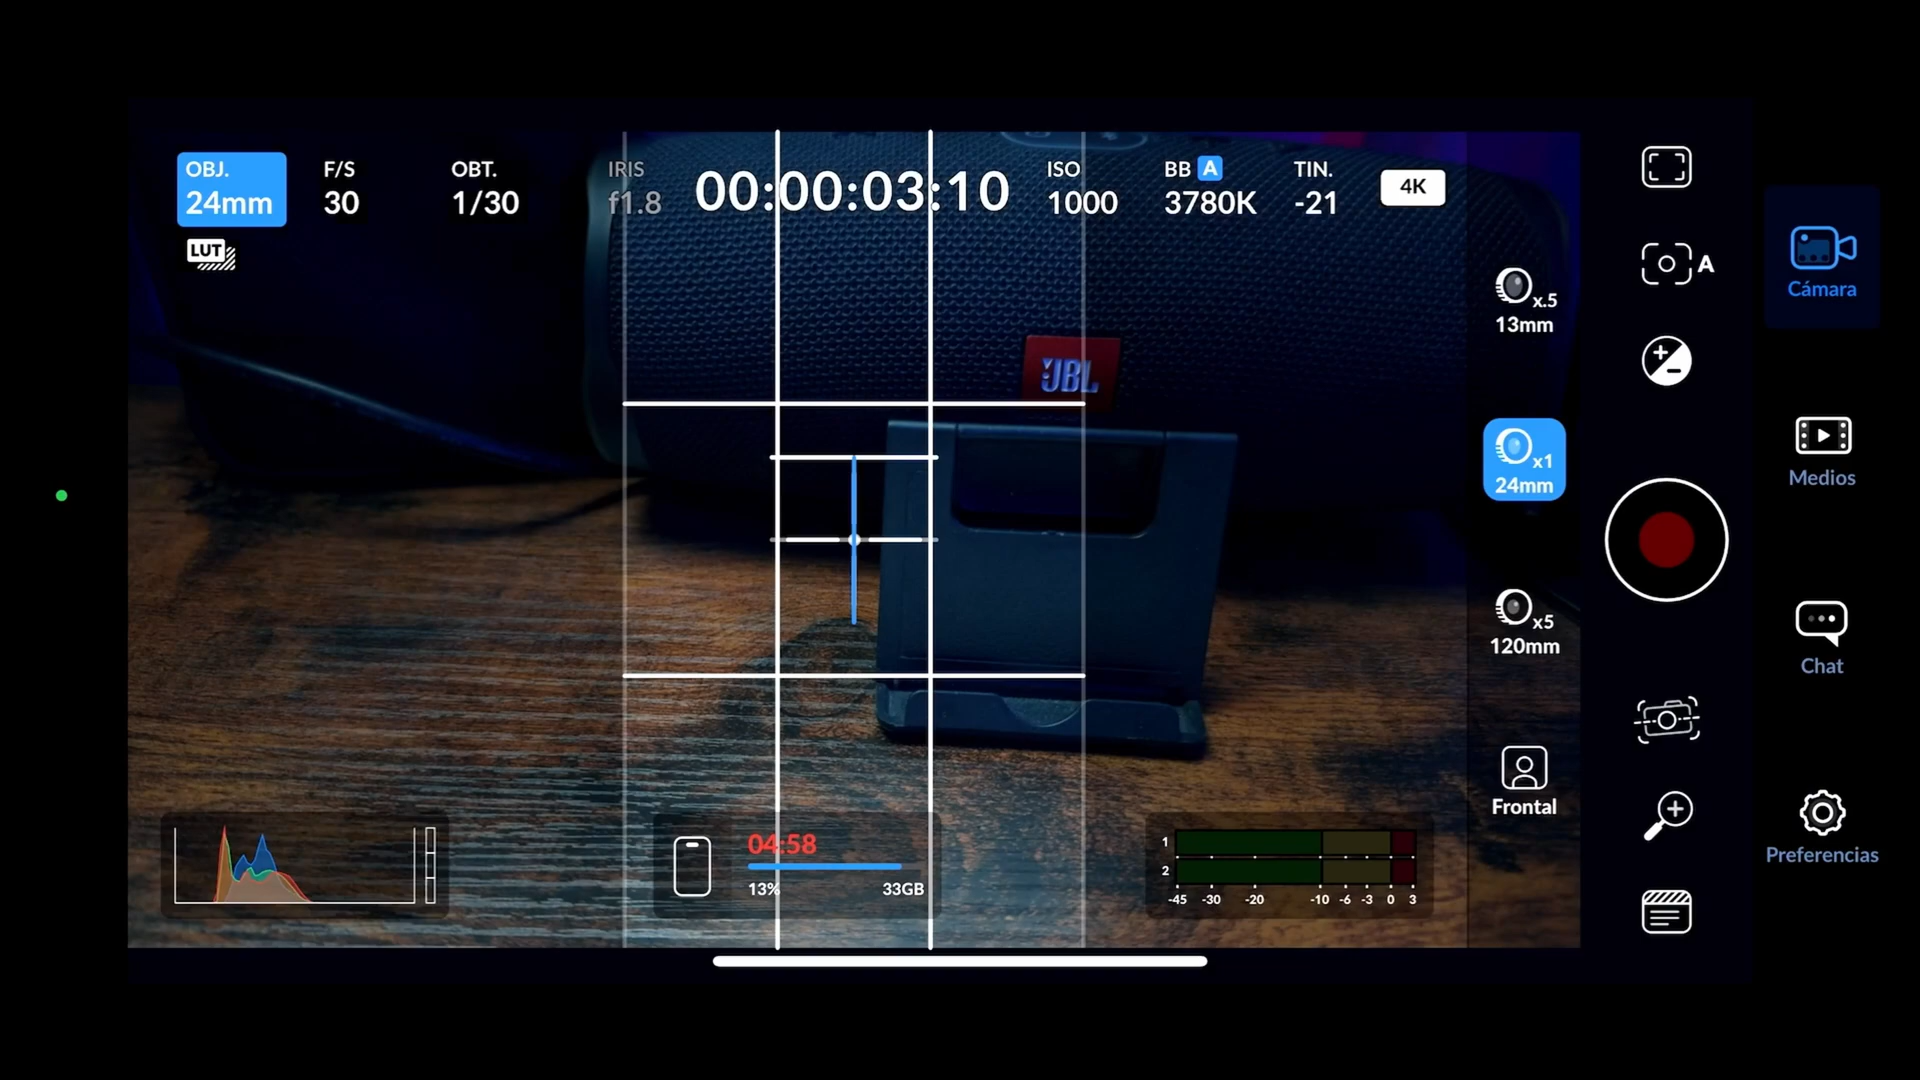 OBJ.
24mm
F/S
30
OBT.
1/30
IRIS
f1.8
00:00:03:10
ISO
1000
BB A
3780K
TIN.
-21
4K
LUT
JBL
x.5
13mm
x1
24mm
x5
120mm
Frontal
A
Cámara
Medios
Chat
Preferencias
04:58
13%
33GB
1
2
-45 -30 -20 -10 -6 -3 0 3